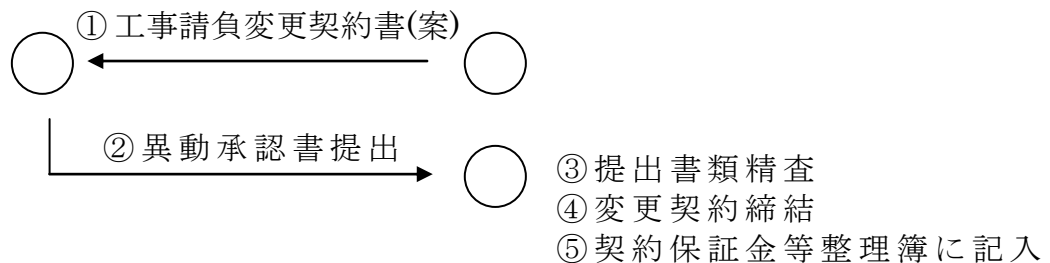 ①工事請負変更契約書(案)
②異動承認書提出
③提出書類精査
④変更契約締結
⑤契約保証金等整理簿に記入